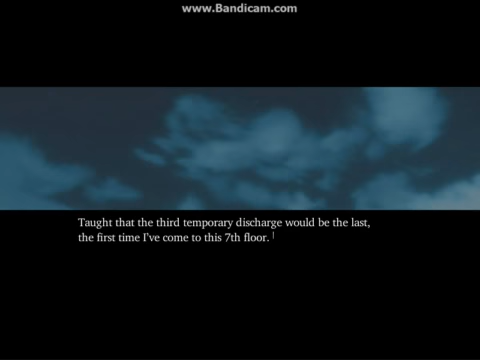 www.Bandicam.com
Taught that the third temporary discharge would be the last,
the first time I've come to this 7th floor.